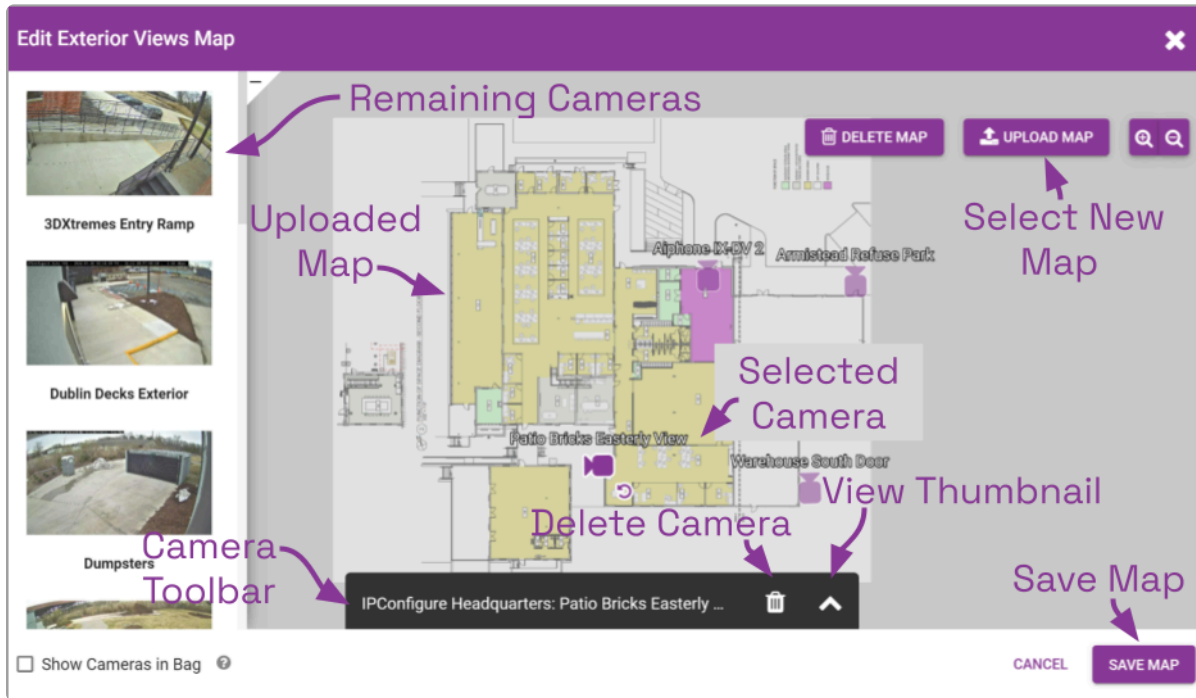 Edit Exterior Views Map
Remaining Cameras
DELETE MAP
UPLOAD MAP
3DXtremes Entry Ramp
Uploaded
Map
Select New
Map
Aiphone IX-DV 2
Armistead Refuse Park
Dublin Decks Exterior
Selected
Camera
Patio Bricks Easterly View
Warehouse South Door
View Thumbnail
Delete Camera
Dumpsters
Camera
Toolbar
IPConfigure Headquarters: Patio Bricks Easterly ...
Save Map
Show Cameras in Bag
CANCEL
SAVE MAP